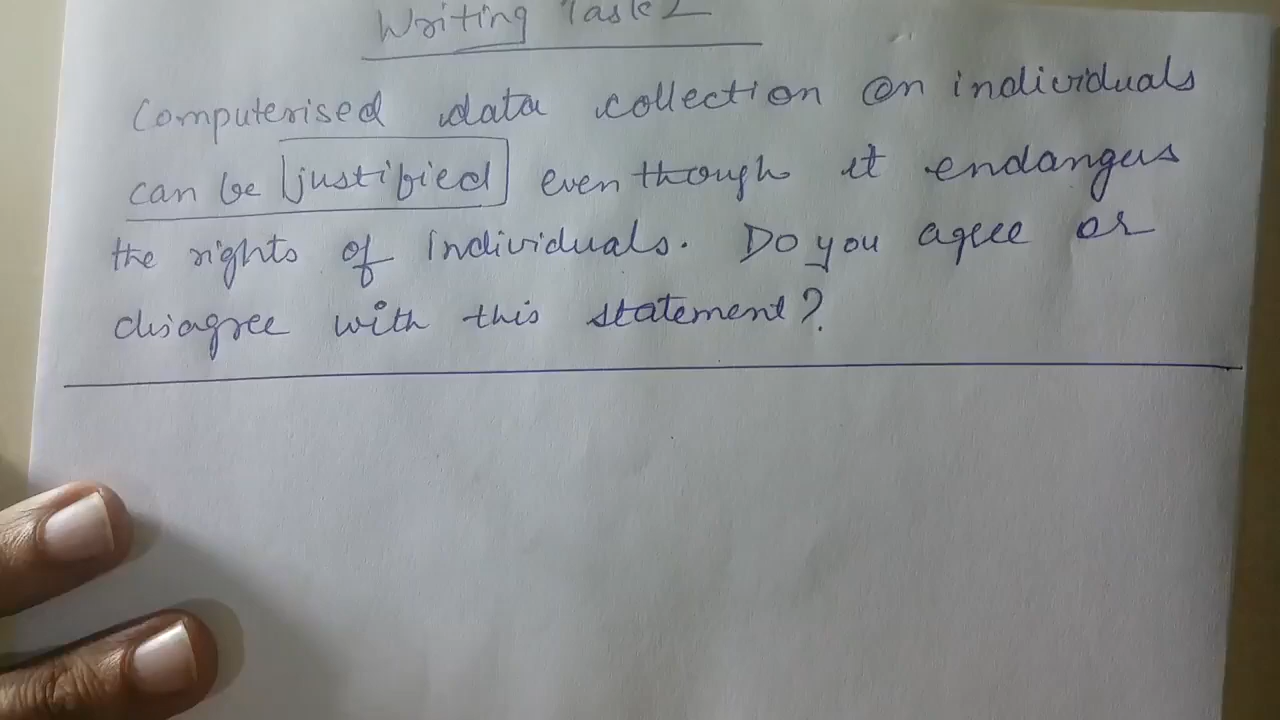 Writing Task 2
Computerised data collection on individuals
can be justified even though it endangers
the rights of individuals. Do you agree or
disagree with this statement?